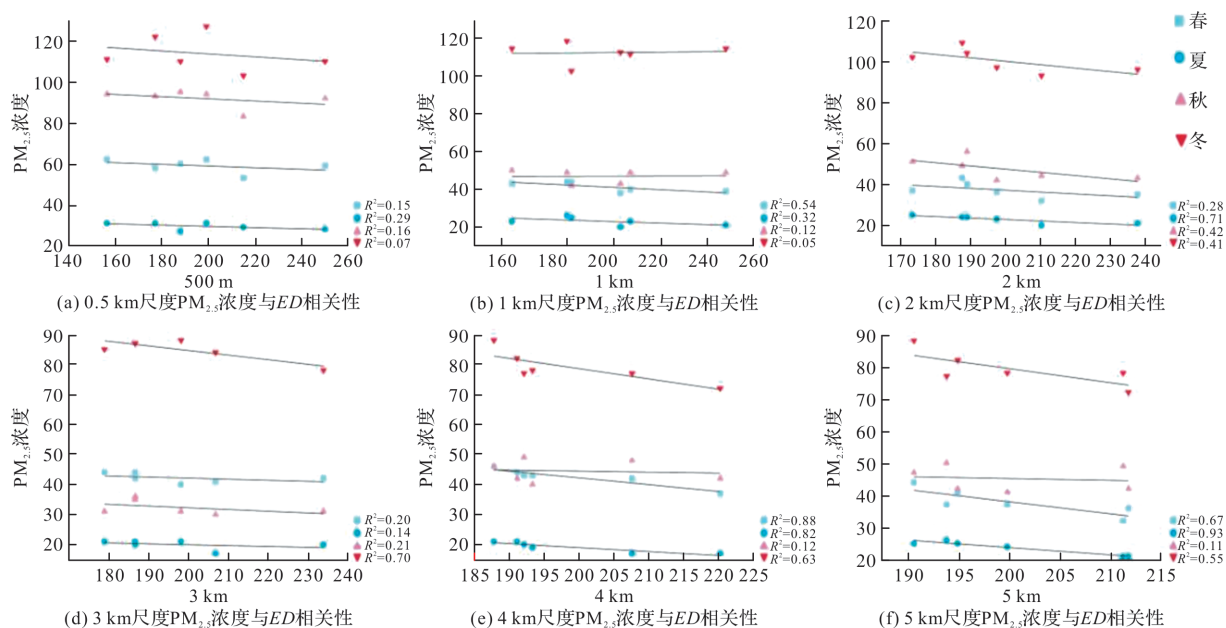 120
100
80
60
40
20
PM2.5浓度
140 160 180 200 220 240 260
500 m
R²=0.15
R²=0.29
R²=0.16
R²=0.07
(a) 0.5 km尺度PM2.5浓度与ED相关性
120
100
80
60
40
20
PM2.5浓度
140 160 180 200 220 240 260
1 km
R²=0.54
R²=0.32
R²=0.12
R²=0.05
(b) 1 km尺度PM2.5浓度与ED相关性
120
100
80
60
40
20
PM2.5浓度
170 180 190 200 210 220 230 240
2 km
春
夏
秋
冬
R²=0.28
R²=0.71
R²=0.42
R²=0.41
(c) 2 km尺度PM2.5浓度与ED相关性
90
80
70
60
50
40
30
20
PM2.5浓度
180 190 200 210 220 230 240
3 km
R²=0.20
R²=0.14
R²=0.21
R²=0.70
(d) 3 km尺度PM2.5浓度与ED相关性
90
80
70
60
50
40
30
20
PM2.5浓度
185 190 195 200 205 210 215 220 225
4 km
R²=0.88
R²=0.82
R²=0.12
R²=0.63
(e) 4 km尺度PM2.5浓度与ED相关性
90
80
70
60
50
40
30
20
PM2.5浓度
190 195 200 205 210 215
5 km
R²=0.67
R²=0.93
R²=0.11
R²=0.55
(f) 5 km尺度PM2.5浓度与ED相关性